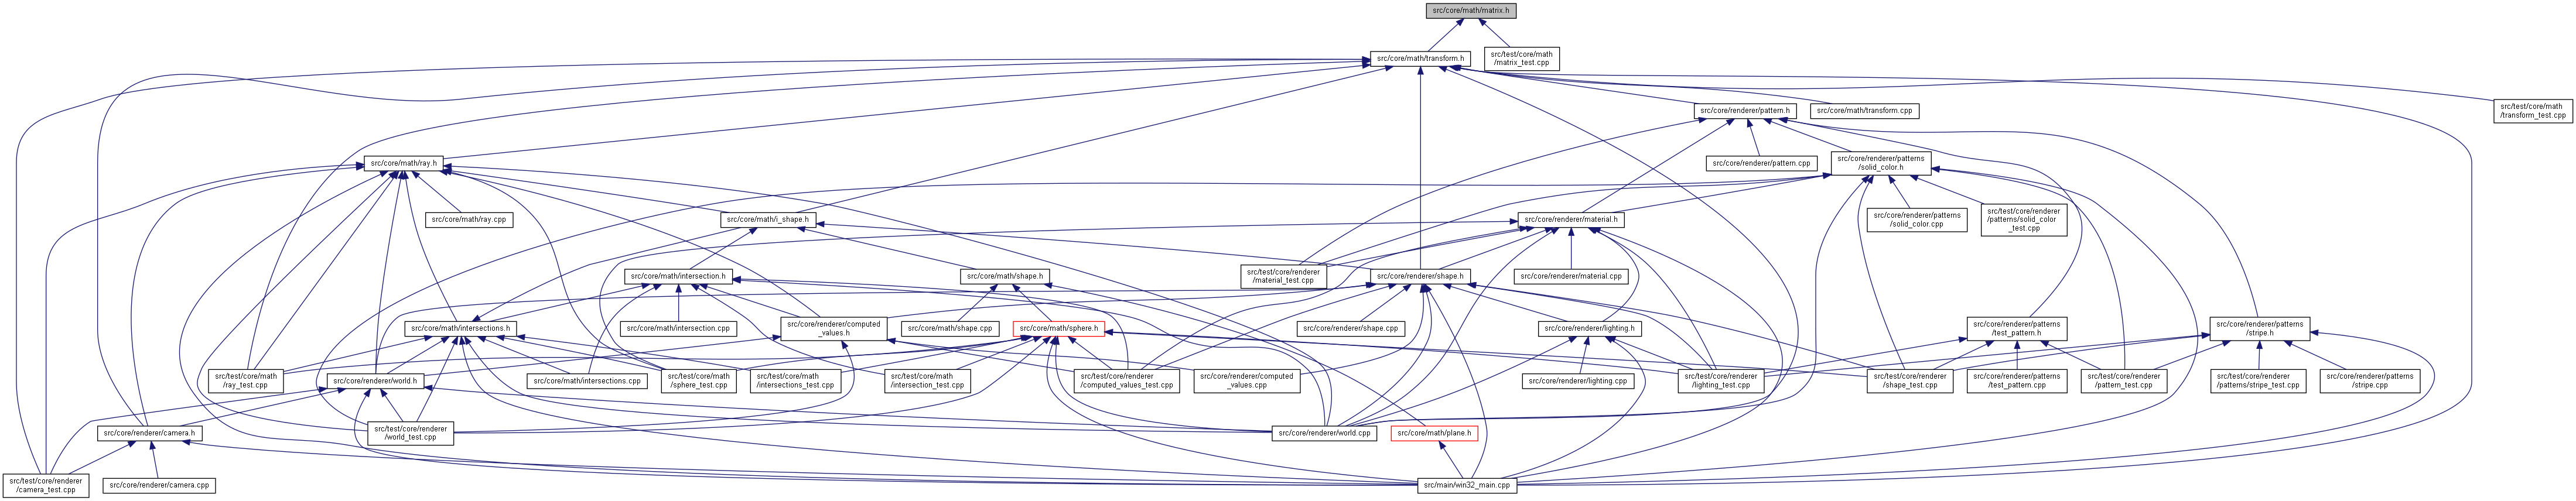 src/core/math/matrix.h
src/core/math/transform.h
src/test/core/math
/matrix_test.cpp
src/core/renderer/pattern.h
src/core/math/transform.cpp
src/test/core/math
/transform_test.cpp
src/core/math/ray.h
src/core/renderer/pattern.cpp
src/core/renderer/patterns
/solid_color.h
src/core/math/ray.cpp
src/core/math/i_shape.h
src/core/renderer/material.h
src/core/renderer/patterns
/solid_color.cpp
src/test/core/renderer
/patterns/solid_color
_test.cpp
src/core/math/intersection.h
src/core/math/shape.h
src/test/core/renderer
/material_test.cpp
src/core/renderer/shape.h
src/core/renderer/material.cpp
src/core/math/intersections.h
src/core/math/intersection.cpp
src/core/renderer/computed
_values.h
src/core/math/shape.cpp
src/core/math/sphere.h
src/core/renderer/shape.cpp
src/core/renderer/lighting.h
src/core/renderer/patterns
/test_pattern.h
src/core/renderer/patterns
/stripe.h
src/test/core/math
/ray_test.cpp
src/core/renderer/world.h
src/core/math/intersections.cpp
src/test/core/math
/sphere_test.cpp
src/test/core/math
/intersections_test.cpp
src/test/core/math
/intersection_test.cpp
src/test/core/renderer
/computed_values_test.cpp
src/core/renderer/computed
_values.cpp
src/core/renderer/lighting.cpp
src/test/core/renderer
/lighting_test.cpp
src/test/core/renderer
/shape_test.cpp
src/core/renderer/patterns
/test_pattern.cpp
src/test/core/renderer
/pattern_test.cpp
src/test/core/renderer
/patterns/stripe_test.cpp
src/core/renderer/patterns
/stripe.cpp
src/core/renderer/camera.h
src/test/core/renderer
/world_test.cpp
src/core/renderer/world.cpp
src/core/math/plane.h
src/test/core/renderer
/camera_test.cpp
src/core/renderer/camera.cpp
src/main/win32_main.cpp